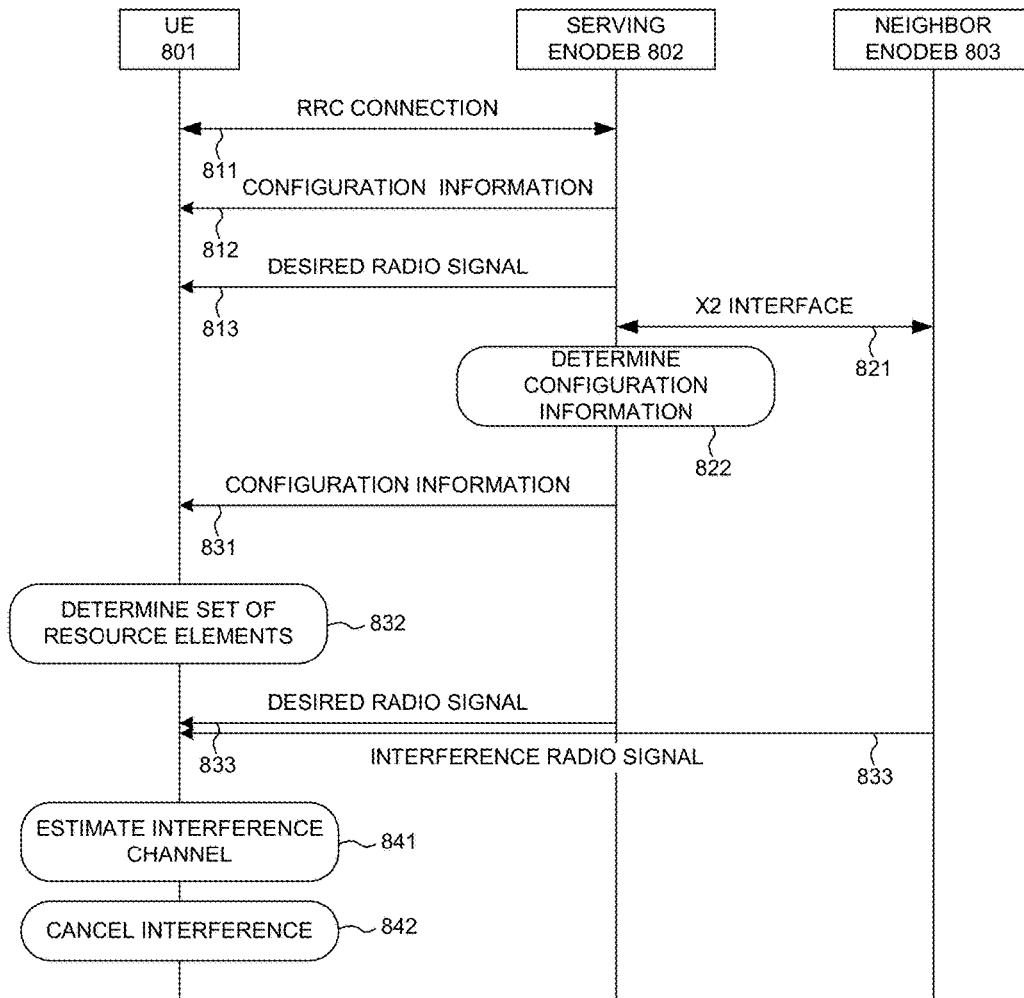 UE
801
SERVING
ENODEB 802
NEIGHBOR
ENODEB 803
RRC CONNECTION
811
CONFIGURATION INFORMATION
812
DESIRED RADIO SIGNAL
813
X2 INTERFACE
821
DETERMINE
CONFIGURATION
INFORMATION
822
CONFIGURATION INFORMATION
831
DETERMINE SET OF
RESOURCE ELEMENTS
832
DESIRED RADIO SIGNAL
833
INTERFERENCE RADIO SIGNAL
833
ESTIMATE INTERFERENCE
CHANNEL
841
CANCEL INTERFERENCE
842